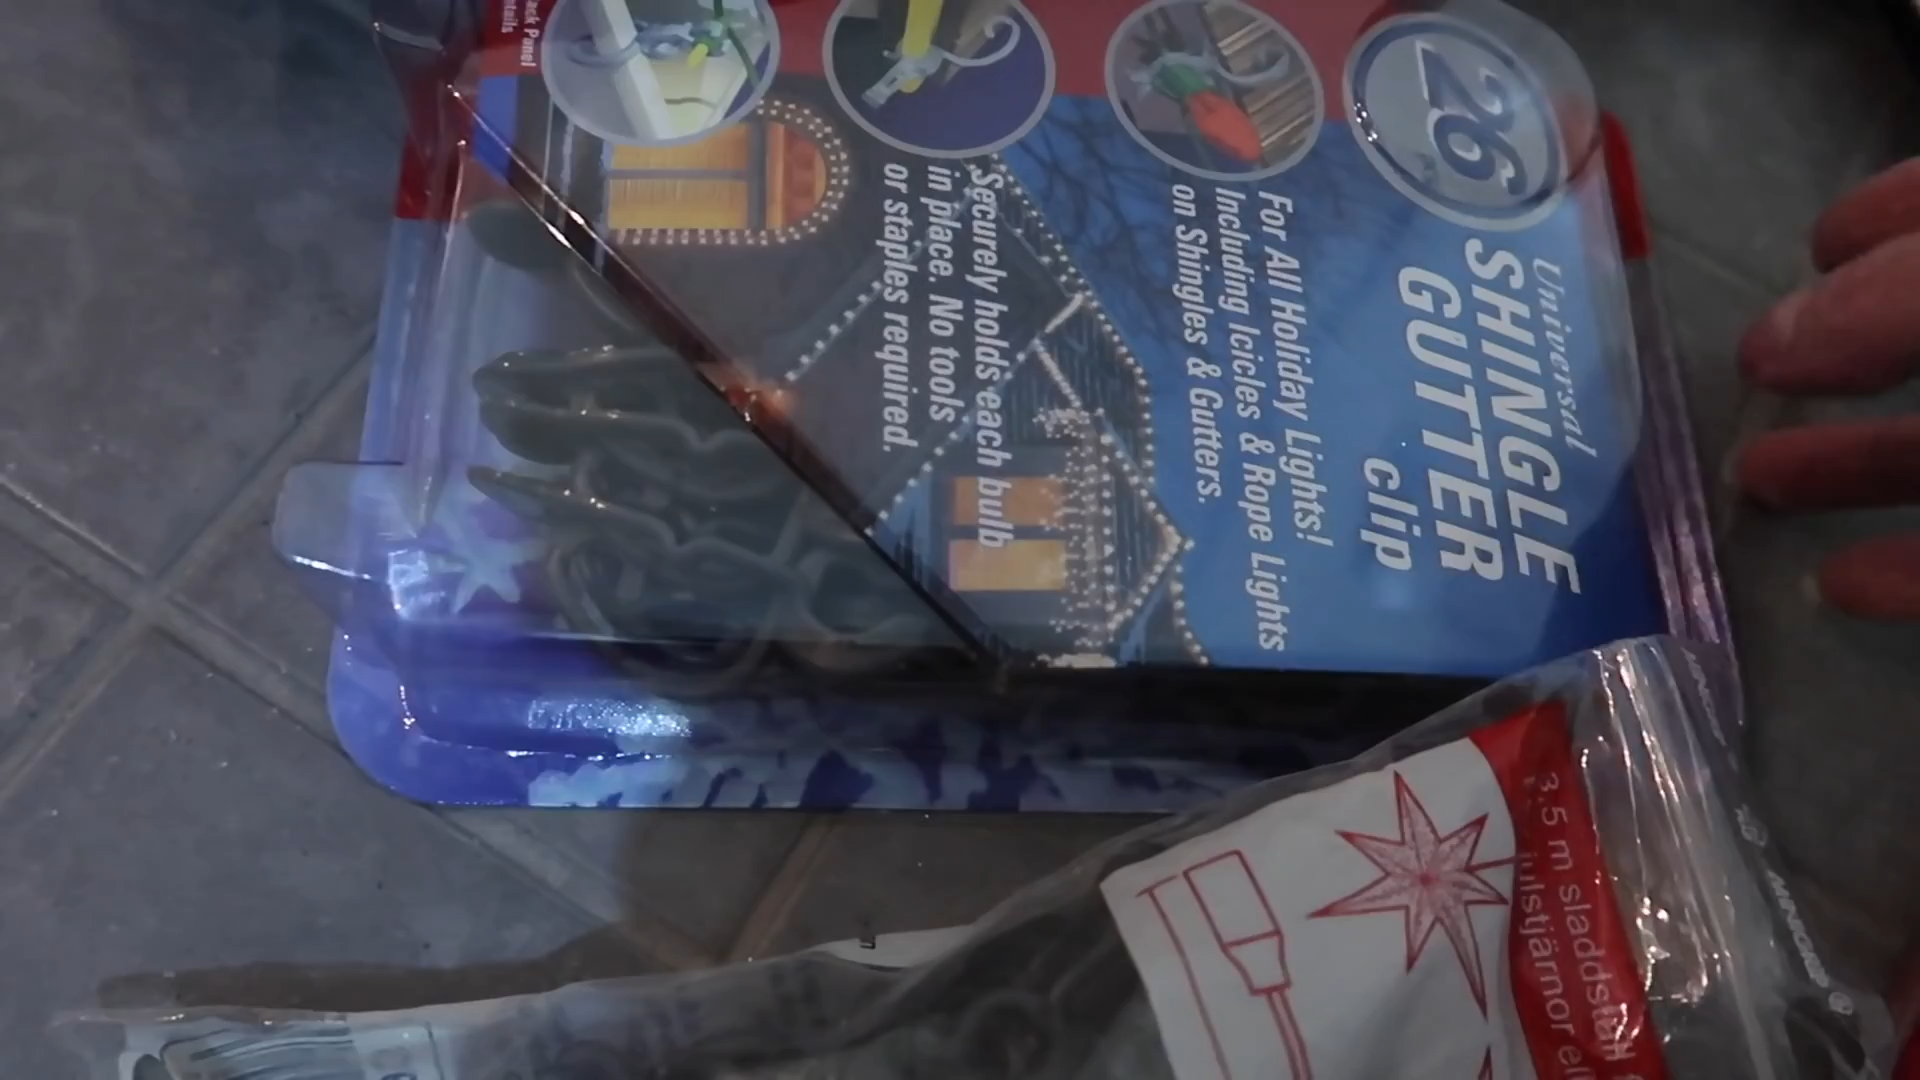 26
Universal
SHINGLE
GUTTER
clip
For All Holiday Lights!
Including Icicles & Rope Lights
on Shingles & Gutters.
Securely holds each bulb
in place. No tools
or staples required.
Panel
3,5 m sladdställ
julstjärnor